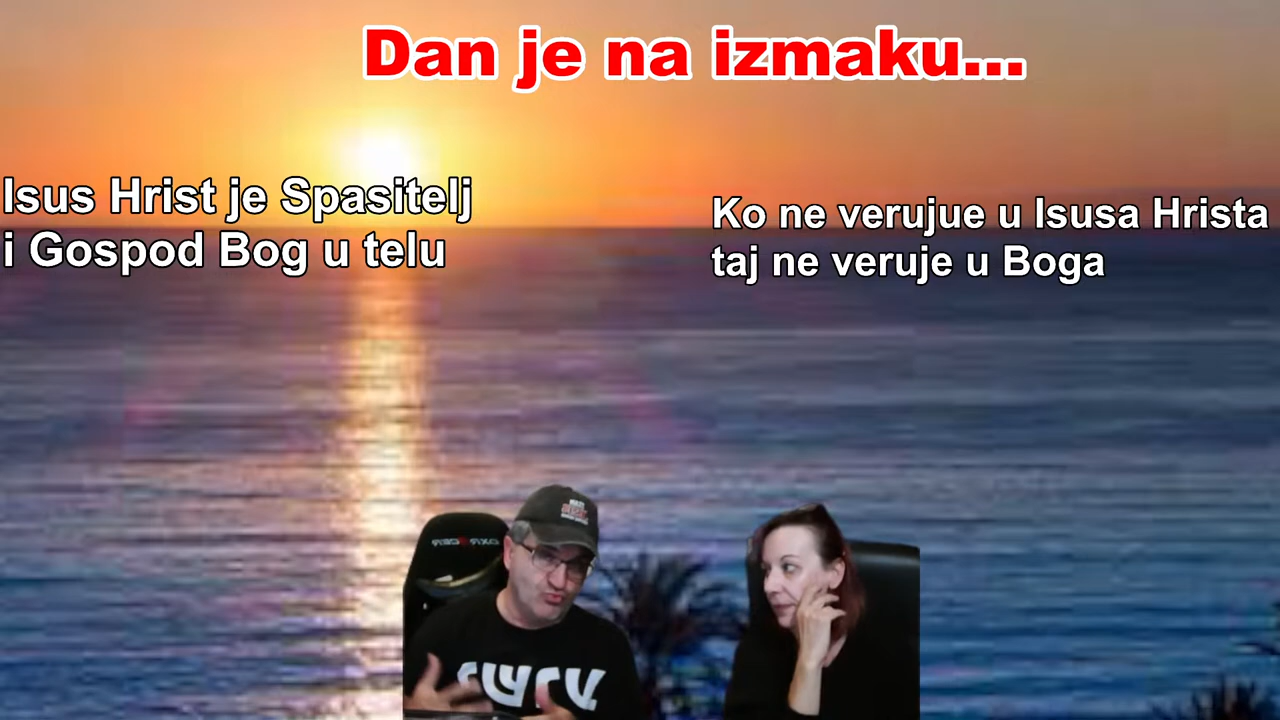 Dan je na izmaku...
Isus Hrist je Spasitelj
i Gospod Bog u telu
Ko ne verujue u Isusa Hrista
taj ne veruje u Boga